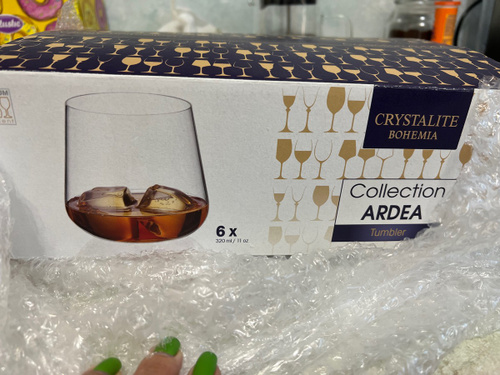 CRYSTALITE
BOHEMIA
Collection
ARDEA
Tumbler
6 x
320 ml / 11 oz